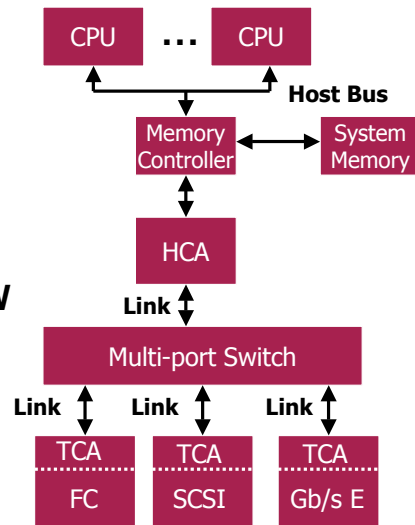 CPU ... CPU
Host Bus
Memory
Controller
System
Memory
HCA
Link
Multi-port Switch
Link Link Link
TCA TCA TCA
FC SCSI Gb/s E